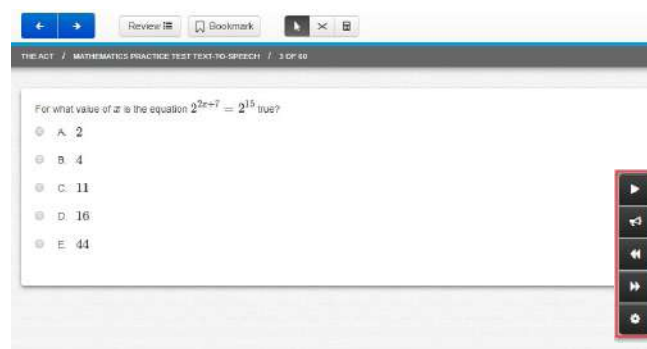 Review Bookmark
THE ACT / MATHEMATICS PRACTICE TEST TEXT-TO-SPEECH / 3 OF 60
For what value of x is the equation 2^{2x+7} = 2^{15} true?
A. 2
B. 4
C. 11
D. 16
E. 44